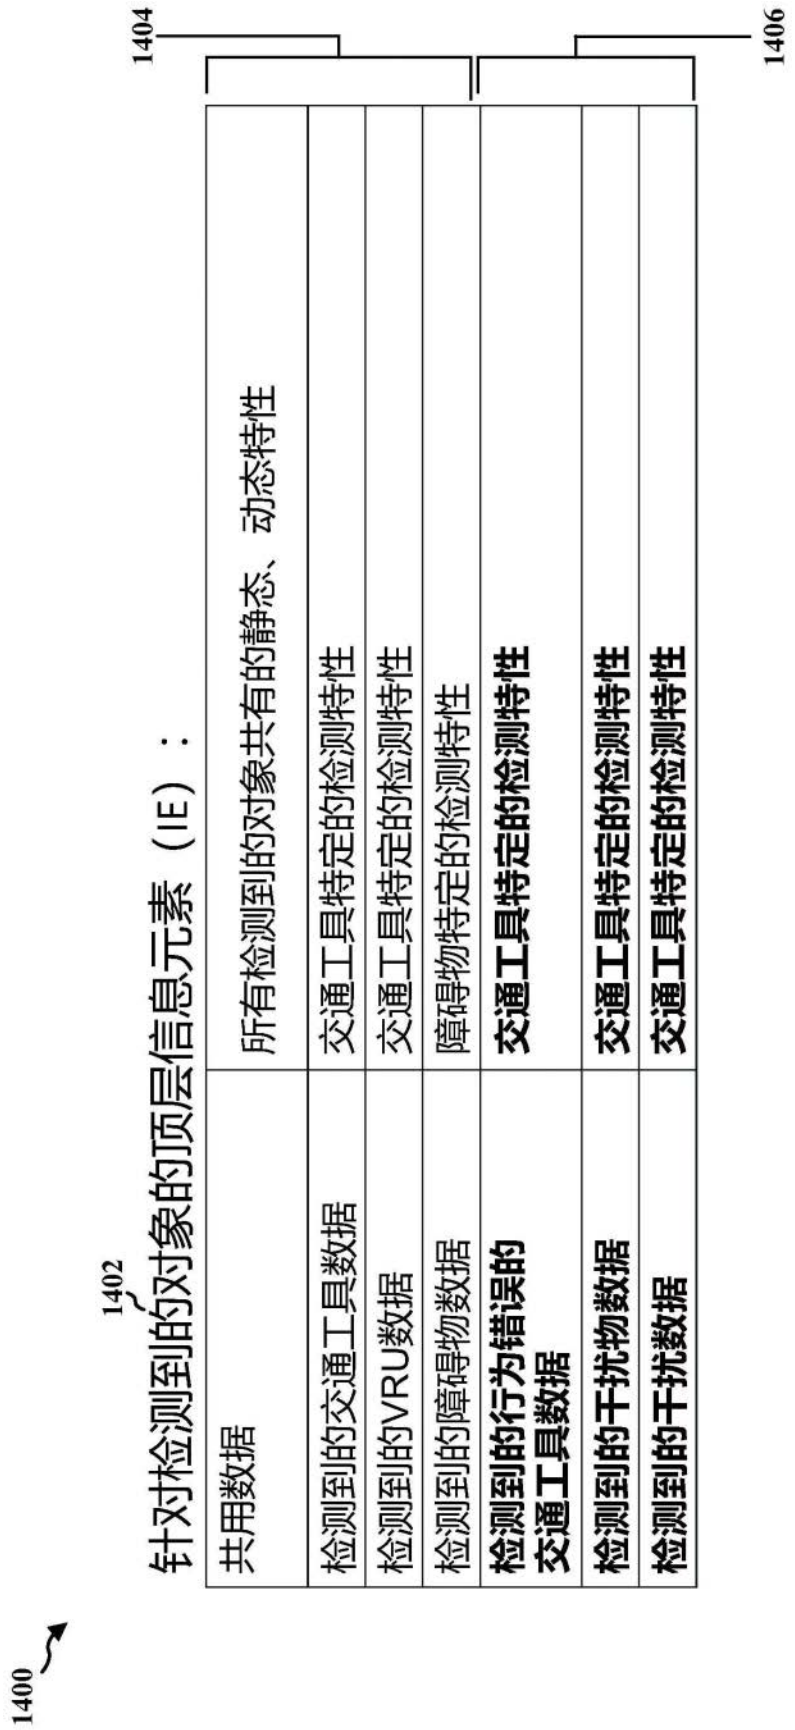 1400
1402
针对检测到的对象的顶层信息元素（IE）：
共用数据 所有检测到的对象共有的静态、动态特性
检测到的交通工具数据 交通工具特定的检测特性
检测到的VRU数据 交通工具特定的检测特性
检测到的障碍物数据 障碍物特定的检测特性
1404
检测到的行为错误的 交通工具特定的检测特性
交通工具数据
检测到的干扰物数据 交通工具特定的检测特性
检测到的干扰数据 交通工具特定的检测特性
1406